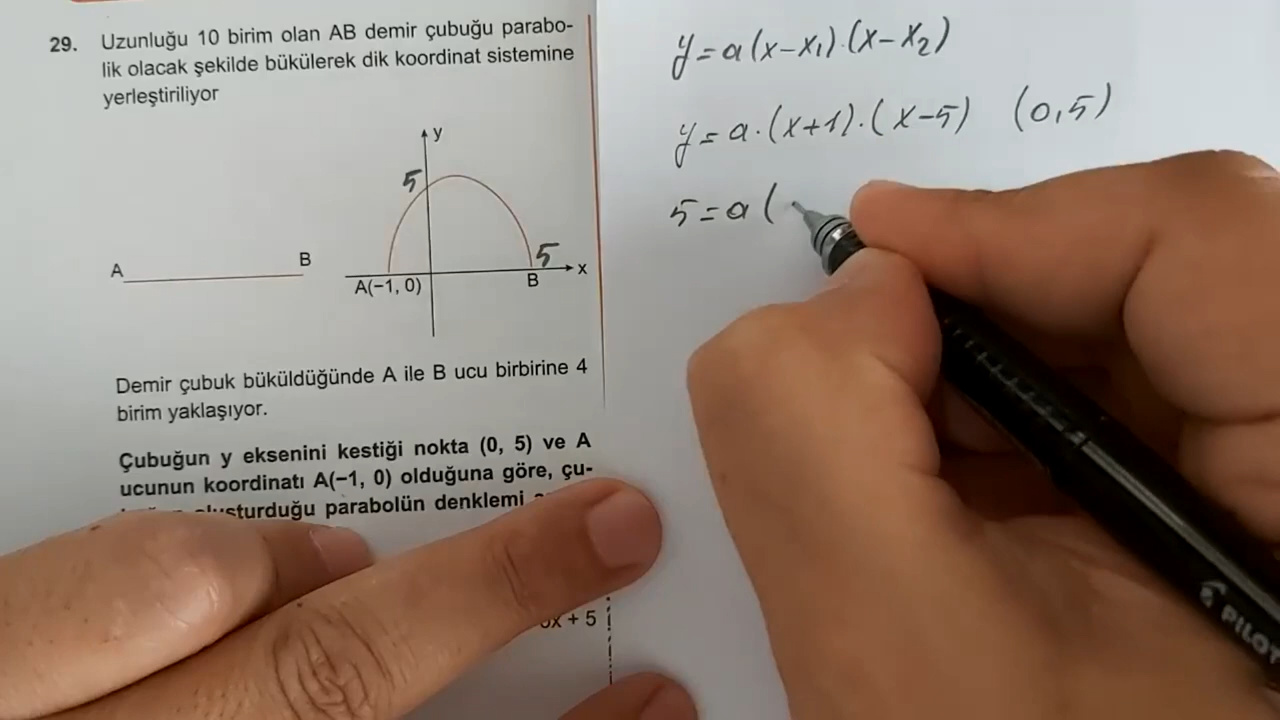 29. Uzunluğu 10 birim olan AB demir çubuğu parabo-
lik olacak şekilde bükülerek dik koordinat sistemine
yerleştiriliyor
y
5
5
A
B
x
A(−1, 0)
B
Demir çubuk büküldüğünde A ile B ucu birbirine 4
birim yaklaşıyor.
Çubuğun y eksenini kestiği nokta (0, 5) ve A
ucunun koordinatı A(−1, 0) olduğuna göre, çu-
parabolün denklemi
x + 5
y = a(x−x₁)·(x−x₂)
y = a·(x+1)·(x−5) (0,5)
5 = a(
PILOT